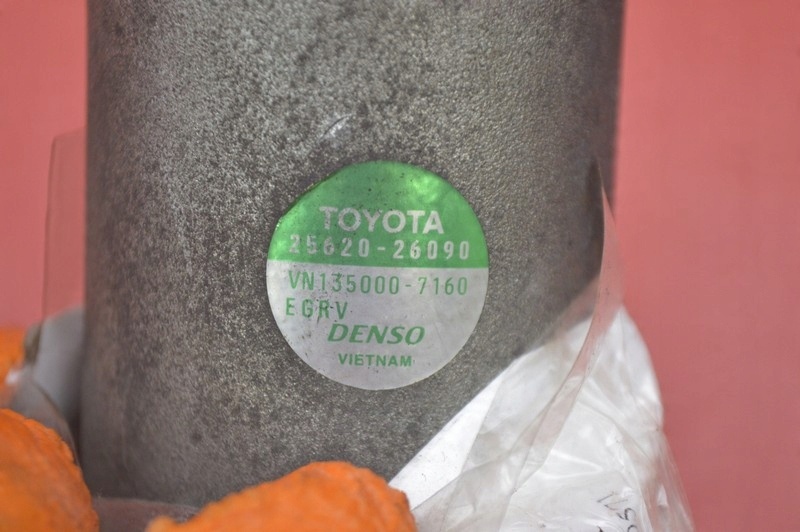 TOYOTA
25620-26090
VN135000-7160
EGRV
DENSO
VIETNAM